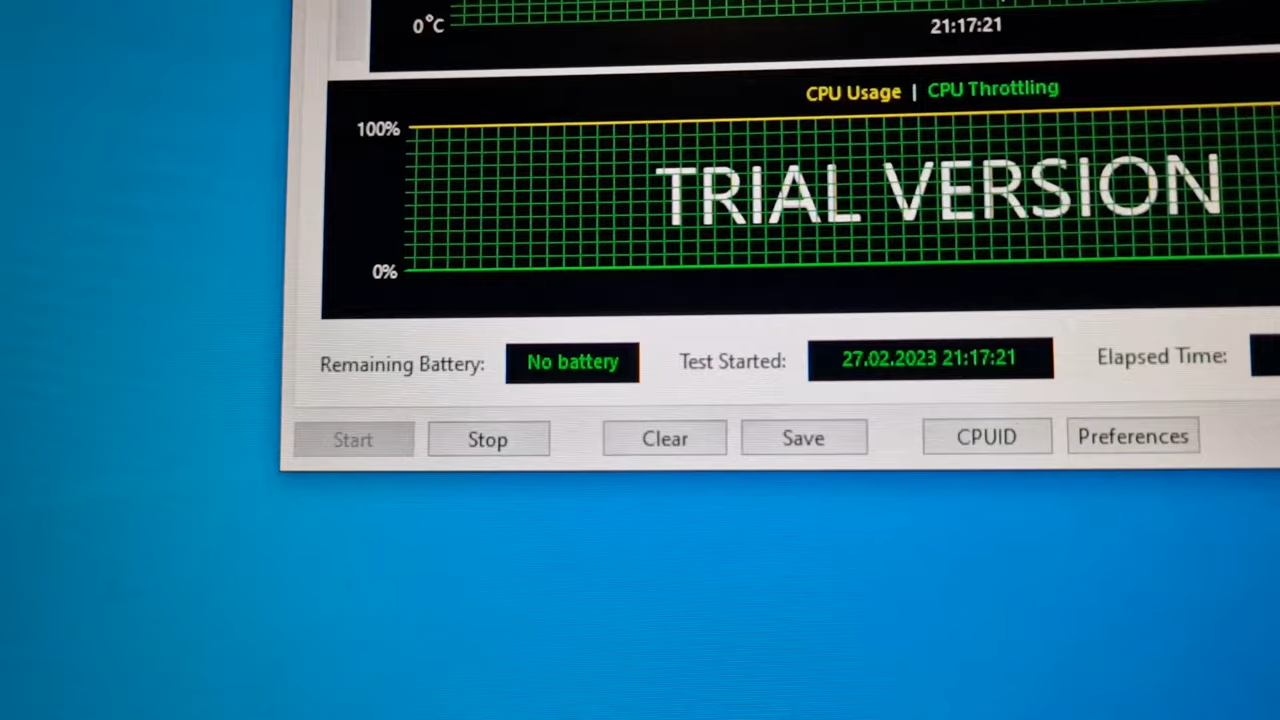 0°C
21:17:21
CPU Usage | CPU Throttling
100%
TRIAL VERSION
0%
Remaining Battery: No battery Test Started: 27.02.2023 21:17:21 Elapsed Time:
Start Stop Clear Save CPUID Preferences